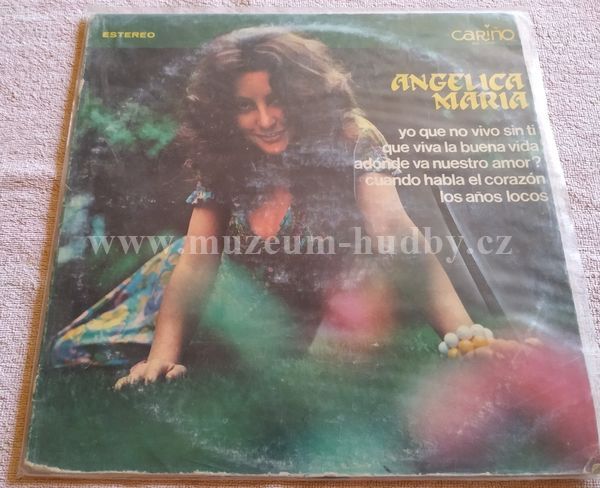 ESTEREO
cariño
ANGELICA
MARIA
yo que no vivo sin ti
que viva la buena vida
adonde va nuestro amor?
cuando habla el corazón
los años locos
www.muzeum-hudby.cz